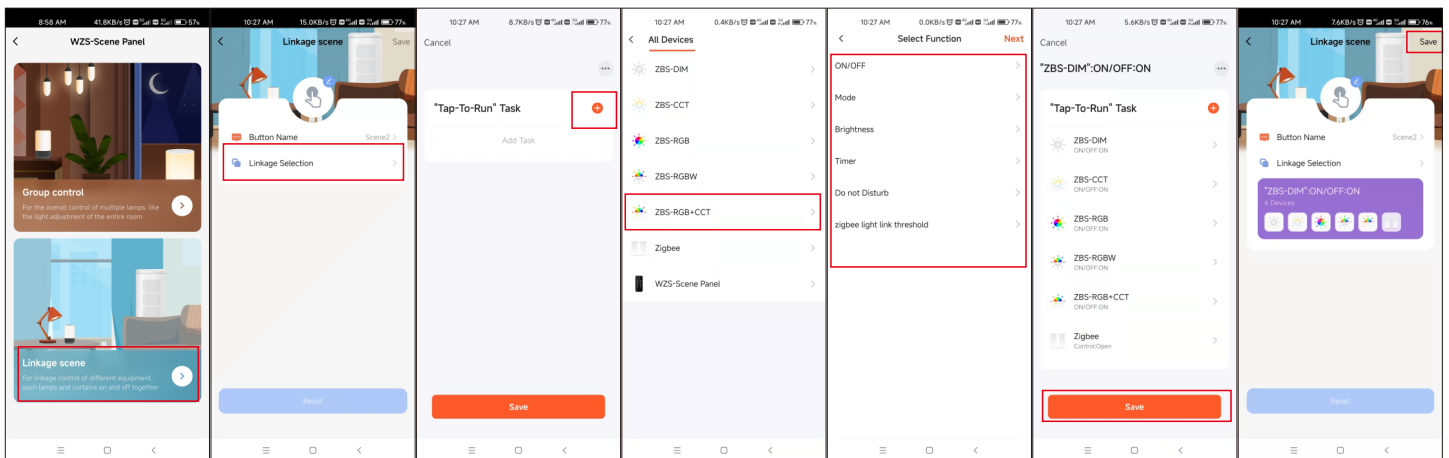 8:58 AM 41.8KB/s 57%
WZS-Scene Panel
Group control
For the overall control of multiple lamps, like
the light adjustment of the entire room
Linkage scene
For linkage control of different equipment,
such lamps and curtains on and off together
10:27 AM 15.0KB/s 77%
Linkage scene Save
Button Name Scene2
Linkage Selection
Reset
10:27 AM 8.7KB/s 77%
Cancel
"Tap-To-Run" Task
Add Task
Save
10:27 AM 0.4KB/s 77%
All Devices
ZBS-DIM
ZBS-CCT
ZBS-RGB
ZBS-RGBW
ZBS-RGB+CCT
Zigbee
WZS-Scene Panel
10:27 AM 0.0KB/s 77%
Select Function Next
ON/OFF
Mode
Brightness
Timer
Do not Disturb
zigbee light link threshold
10:27 AM 5.6KB/s 77%
Cancel
"ZBS-DIM":ON/OFF:ON
"Tap-To-Run" Task
ZBS-DIM
ON/OFF:ON
ZBS-CCT
ON/OFF:ON
ZBS-RGB
ON/OFF:ON
ZBS-RGBW
ON/OFF:ON
ZBS-RGB+CCT
ON/OFF:ON
Zigbee
Control:Open
Save
10:27 AM 7.6KB/s 76%
Linkage scene Save
Button Name Scene2
Linkage Selection
"ZBS-DIM":ON/OFF:ON
6 Devices
Reset